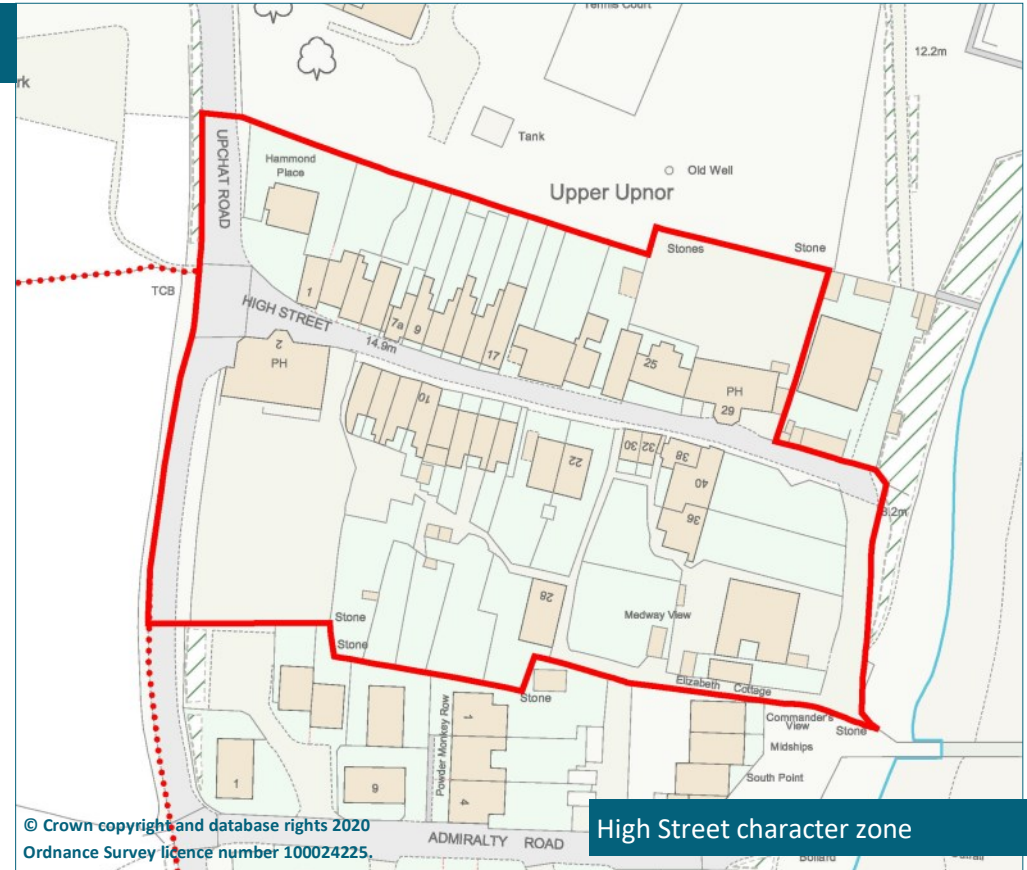 Tennis Court
12.2m
rk
Tank
Hammond
Place
Old Well
UPCHAT ROAD
Upper Upnor
Stones
Stone
TCB
1
HIGH STREET
7a
9
14.9m
17
2
PH
25
PH
29
10
22
30
32
38
40
36
8.2m
28
Medway View
Stone
Stone
Elizabeth Cottage
Stone
Commander's
View
Stone
Midships
South Point
Powder Monkey Row
1
4
1
9
ADMIRALTY ROAD
Bollard
© Crown copyright and database rights 2020
Ordnance Survey licence number 100024225.
High Street character zone